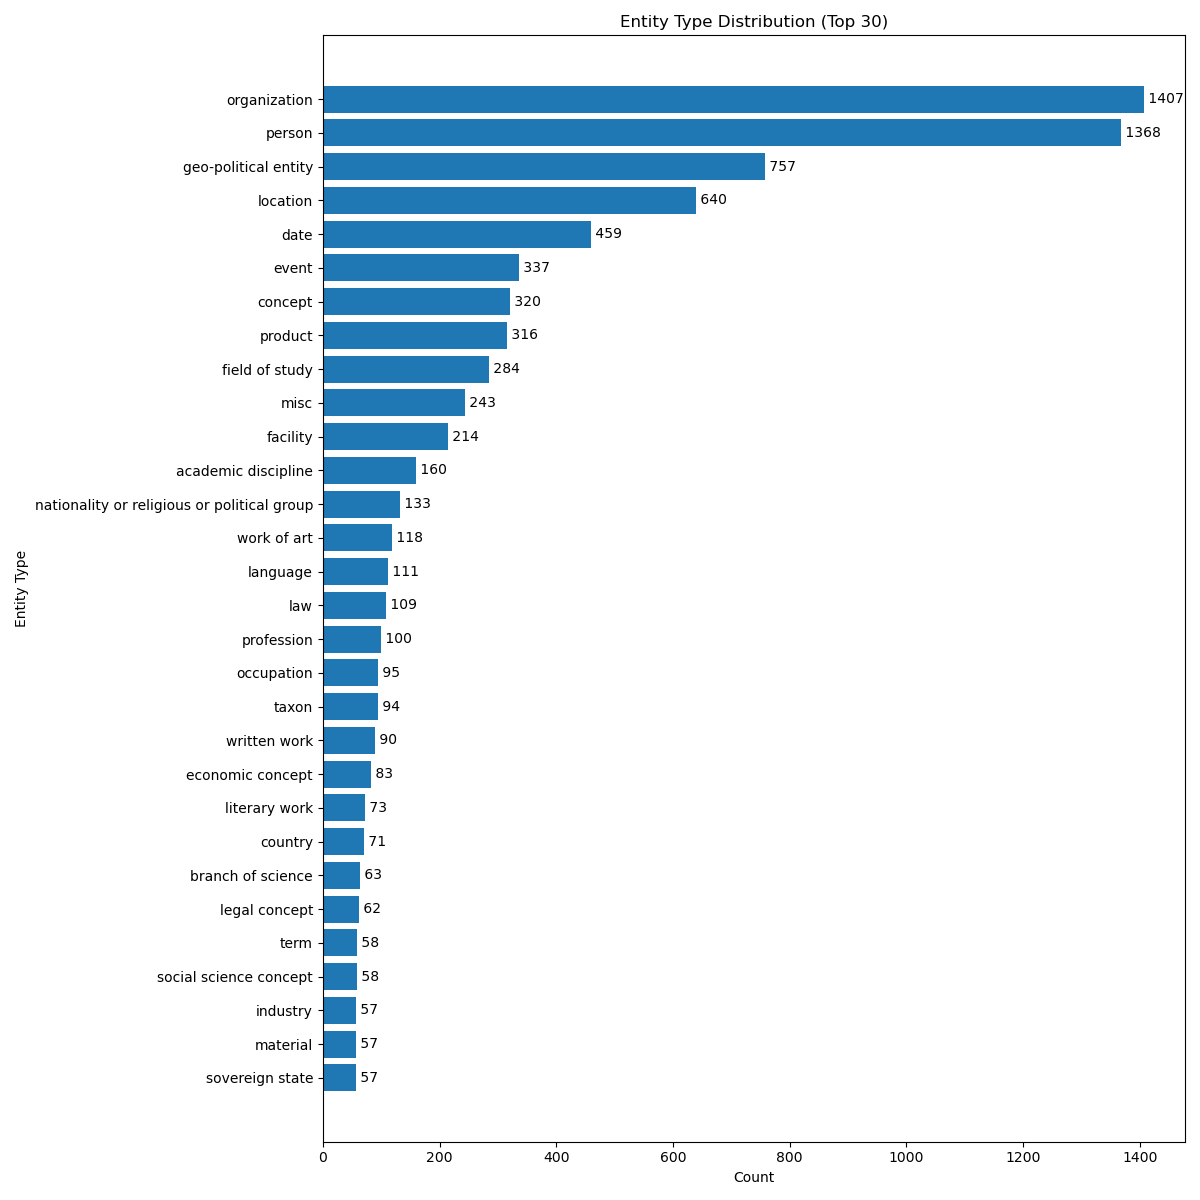 Entity Type Distribution (Top 30)
organization 1407
person 1368
geo-political entity 757
location 640
date 459
event 337
concept 320
product 316
field of study 284
misc 243
facility 214
academic discipline 160
nationality or religious or political group 133
work of art 118
language 111
law 109
profession 100
occupation 95
taxon 94
written work 90
economic concept 83
literary work 73
country 71
branch of science 63
legal concept 62
term 58
social science concept 58
industry 57
material 57
sovereign state 57
0 200 400 600 800 1000 1200 1400
Count
Entity Type